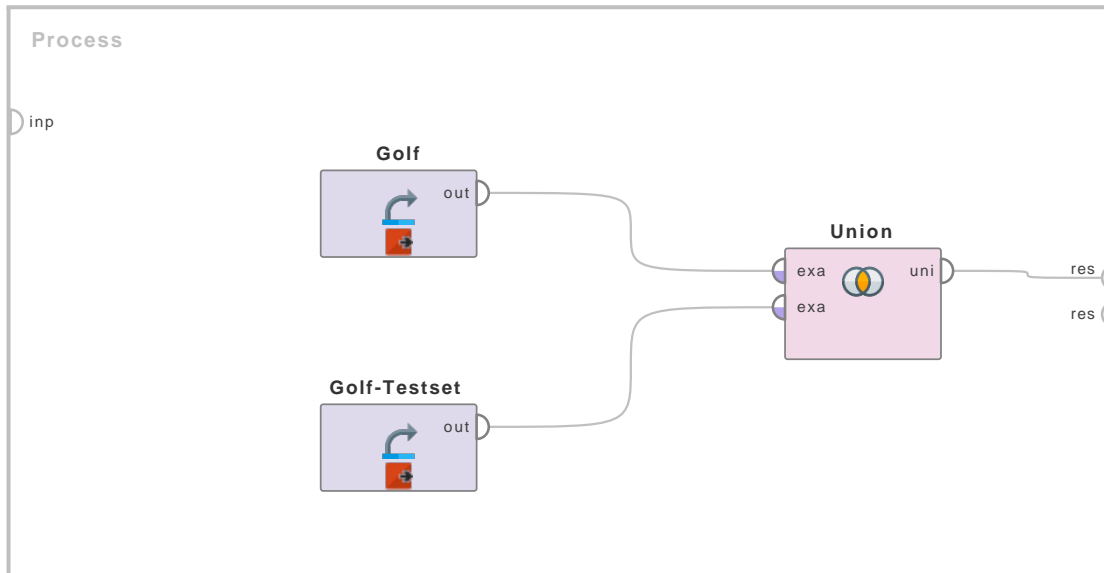 Process
inp
Golf
out
Union
exa
uni
exa
res
res
Golf-Testset
out